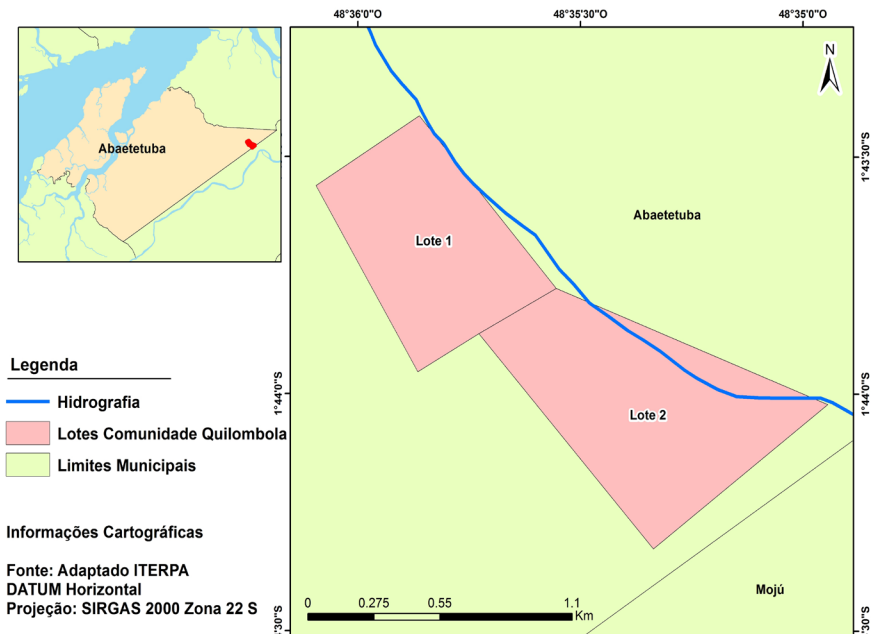 48°36'0"O
48°35'30"O
48°35'0"O
N
Abaetetuba
1°43'30"S
Abaetetuba
Lote 1
Legenda
Hidrografia
Lotes Comunidade Quilombola
Limites Municipais
1°44'0"S
1°44'0"S
Lote 2
Informações Cartográficas
Fonte: Adaptado ITERPA
DATUM Horizontal
Projeção: SIRGAS 2000 Zona 22 S
Mojú
0 0.275 0.55 1.1
Km
30"S